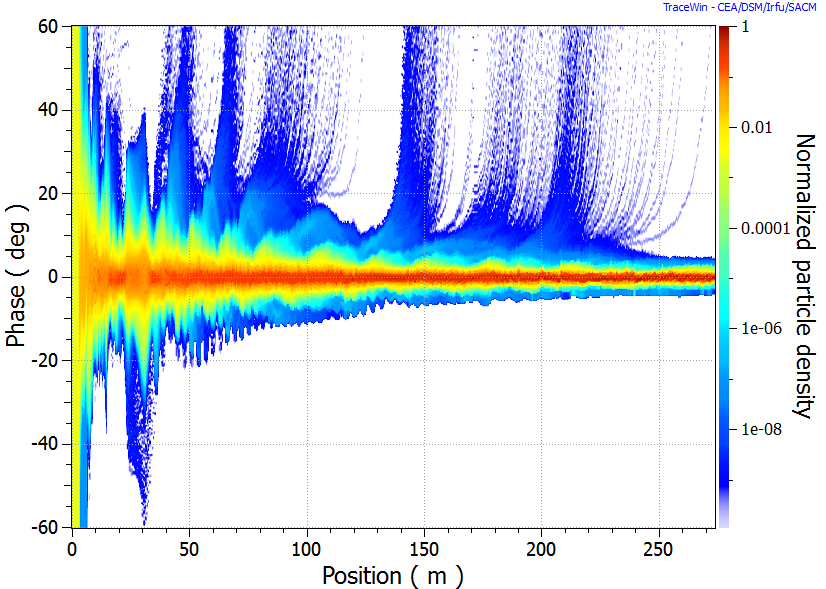 TraceWin - CEA/DSM/Irfu/SACM
60
40
20
0
-20
-40
-60
Phase ( deg )
0
50
100
150
200
250
Position ( m )
1
0.01
0.0001
1e-06
1e-08
Normalized particle density